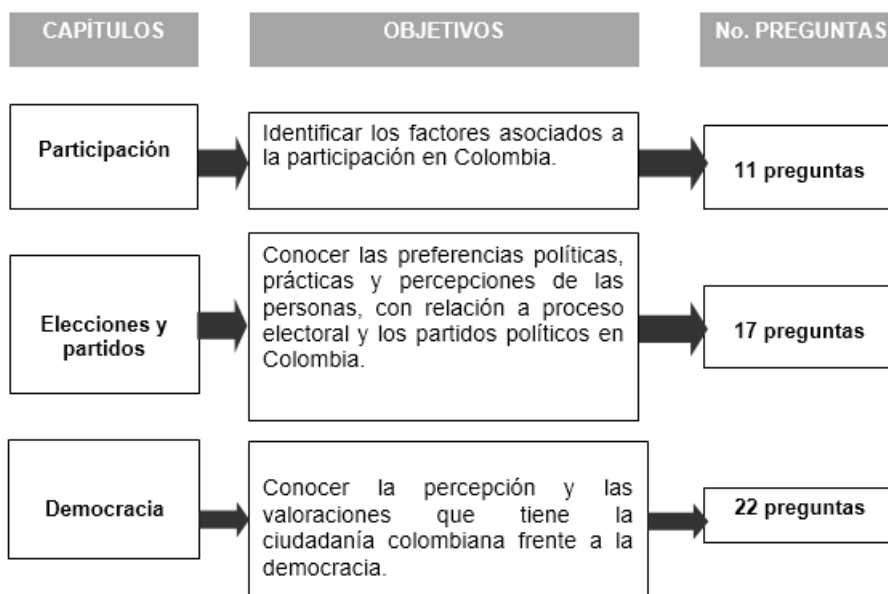 CAPÍTULOS
OBJETIVOS
No. PREGUNTAS
Participación
Identificar los factores asociados a
la participación en Colombia.
11 preguntas
Elecciones y
partidos
Conocer las preferencias políticas,
prácticas y percepciones de las
personas, con relación a proceso
electoral y los partidos políticos en
Colombia.
17 preguntas
Democracia
Conocer la percepción y las
valoraciones que tiene la
ciudadanía colombiana frente a la
democracia.
22 preguntas